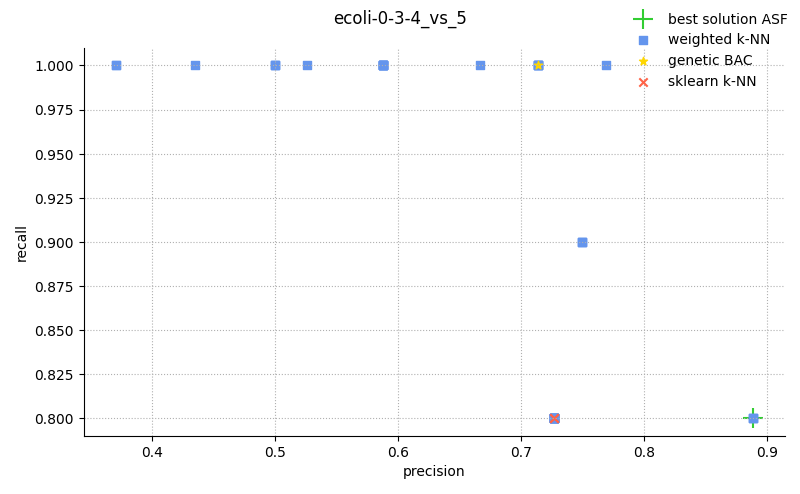 ecoli-0-3-4_vs_5
best solution ASF
weighted k-NN
genetic BAC
sklearn k-NN
1.000
0.975
0.950
0.925
0.900
0.875
0.850
0.825
0.800
recall
0.4 0.5 0.6 0.7 0.8 0.9
precision